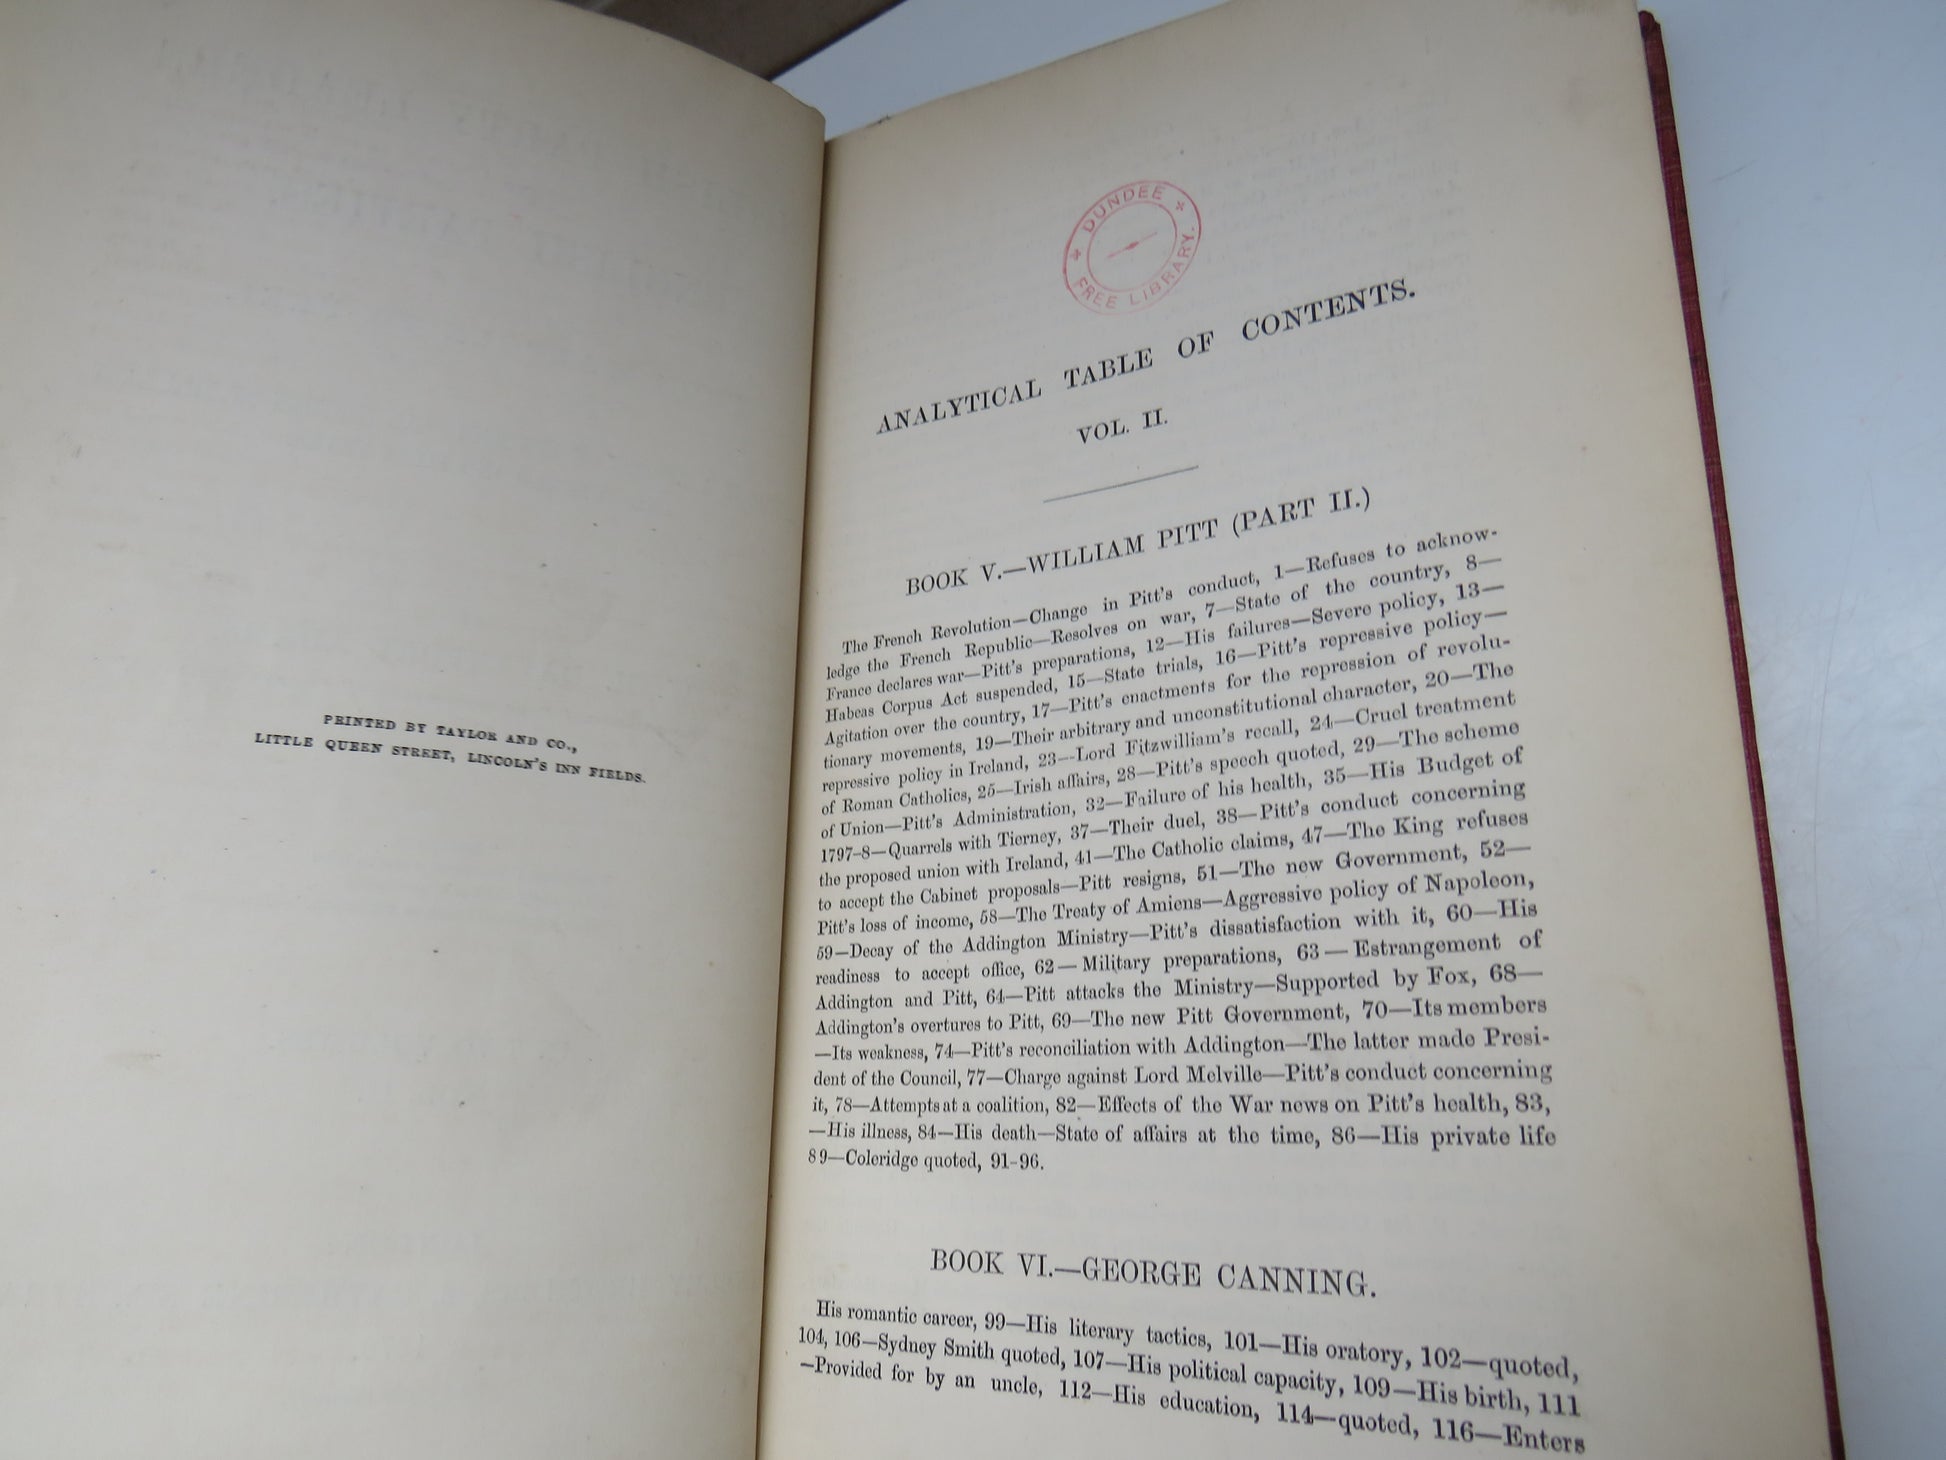 PRINTED BY TAYLOR AND CO.,
LITTLE QUEEN STREET, LINCOLN'S INN FIELDS.
DUNDEE
FREE LIBRARY.
ANALYTICAL TABLE OF CONTENTS.
VOL. II.
BOOK V.—WILLIAM PITT (PART II.)
The French Revolution—Change in Pitt's conduct, 1—Refuses to acknow-
ledge the French Republic—Resolves on war, 7—State of the country, 8—
France declares war—Pitt's preparations, 12—His failures—Severe policy, 13—
Habeas Corpus Act suspended, 15—State trials, 16—Pitt's repressive policy—
Agitation over the country, 17—Pitt's enactments for the repression of revolu-
tionary movements, 19—Their arbitrary and unconstitutional character, 20—The
repressive policy in Ireland, 23—Lord Fitzwilliam's recall, 24—Cruel treatment
of Roman Catholics, 25—Irish affairs, 28—Pitt's speech quoted, 29—The scheme
of Union—Pitt's Administration, 32—Failure of his health, 35—His Budget of
1797-8—Quarrels with Tierney, 37—Their duel, 38—Pitt's conduct concerning
the proposed union with Ireland, 41—The Catholic claims, 47—The King refuses
to accept the Cabinet proposals—Pitt resigns, 51—The new Government, 52—
Pitt's loss of income, 58—The Treaty of Amiens—Aggressive policy of Napoleon,
59—Decay of the Addington Ministry—Pitt's dissatisfaction with it, 60—His
readiness to accept office, 62—Military preparations, 63—Estrangement of
Addington and Pitt, 64—Pitt attacks the Ministry—Supported by Fox, 68—
Addington's overtures to Pitt, 69—The new Pitt Government, 70—Its members
—Its weakness, 74—Pitt's reconciliation with Addington—The latter made Presi-
dent of the Council, 77—Charge against Lord Melville—Pitt's conduct concerning
it, 78—Attempts at a coalition, 82—Effects of the War news on Pitt's health, 83,
—His illness, 84—His death—State of affairs at the time, 86—His private life
89—Coleridge quoted, 91-96.
BOOK VI.—GEORGE CANNING.
His romantic career, 99—His literary tactics, 101—His oratory, 102—quoted,
104, 106—Sydney Smith quoted, 107—His political capacity, 109—His birth, 111
—Provided for by an uncle, 112—His education, 114—quoted, 116—Enters